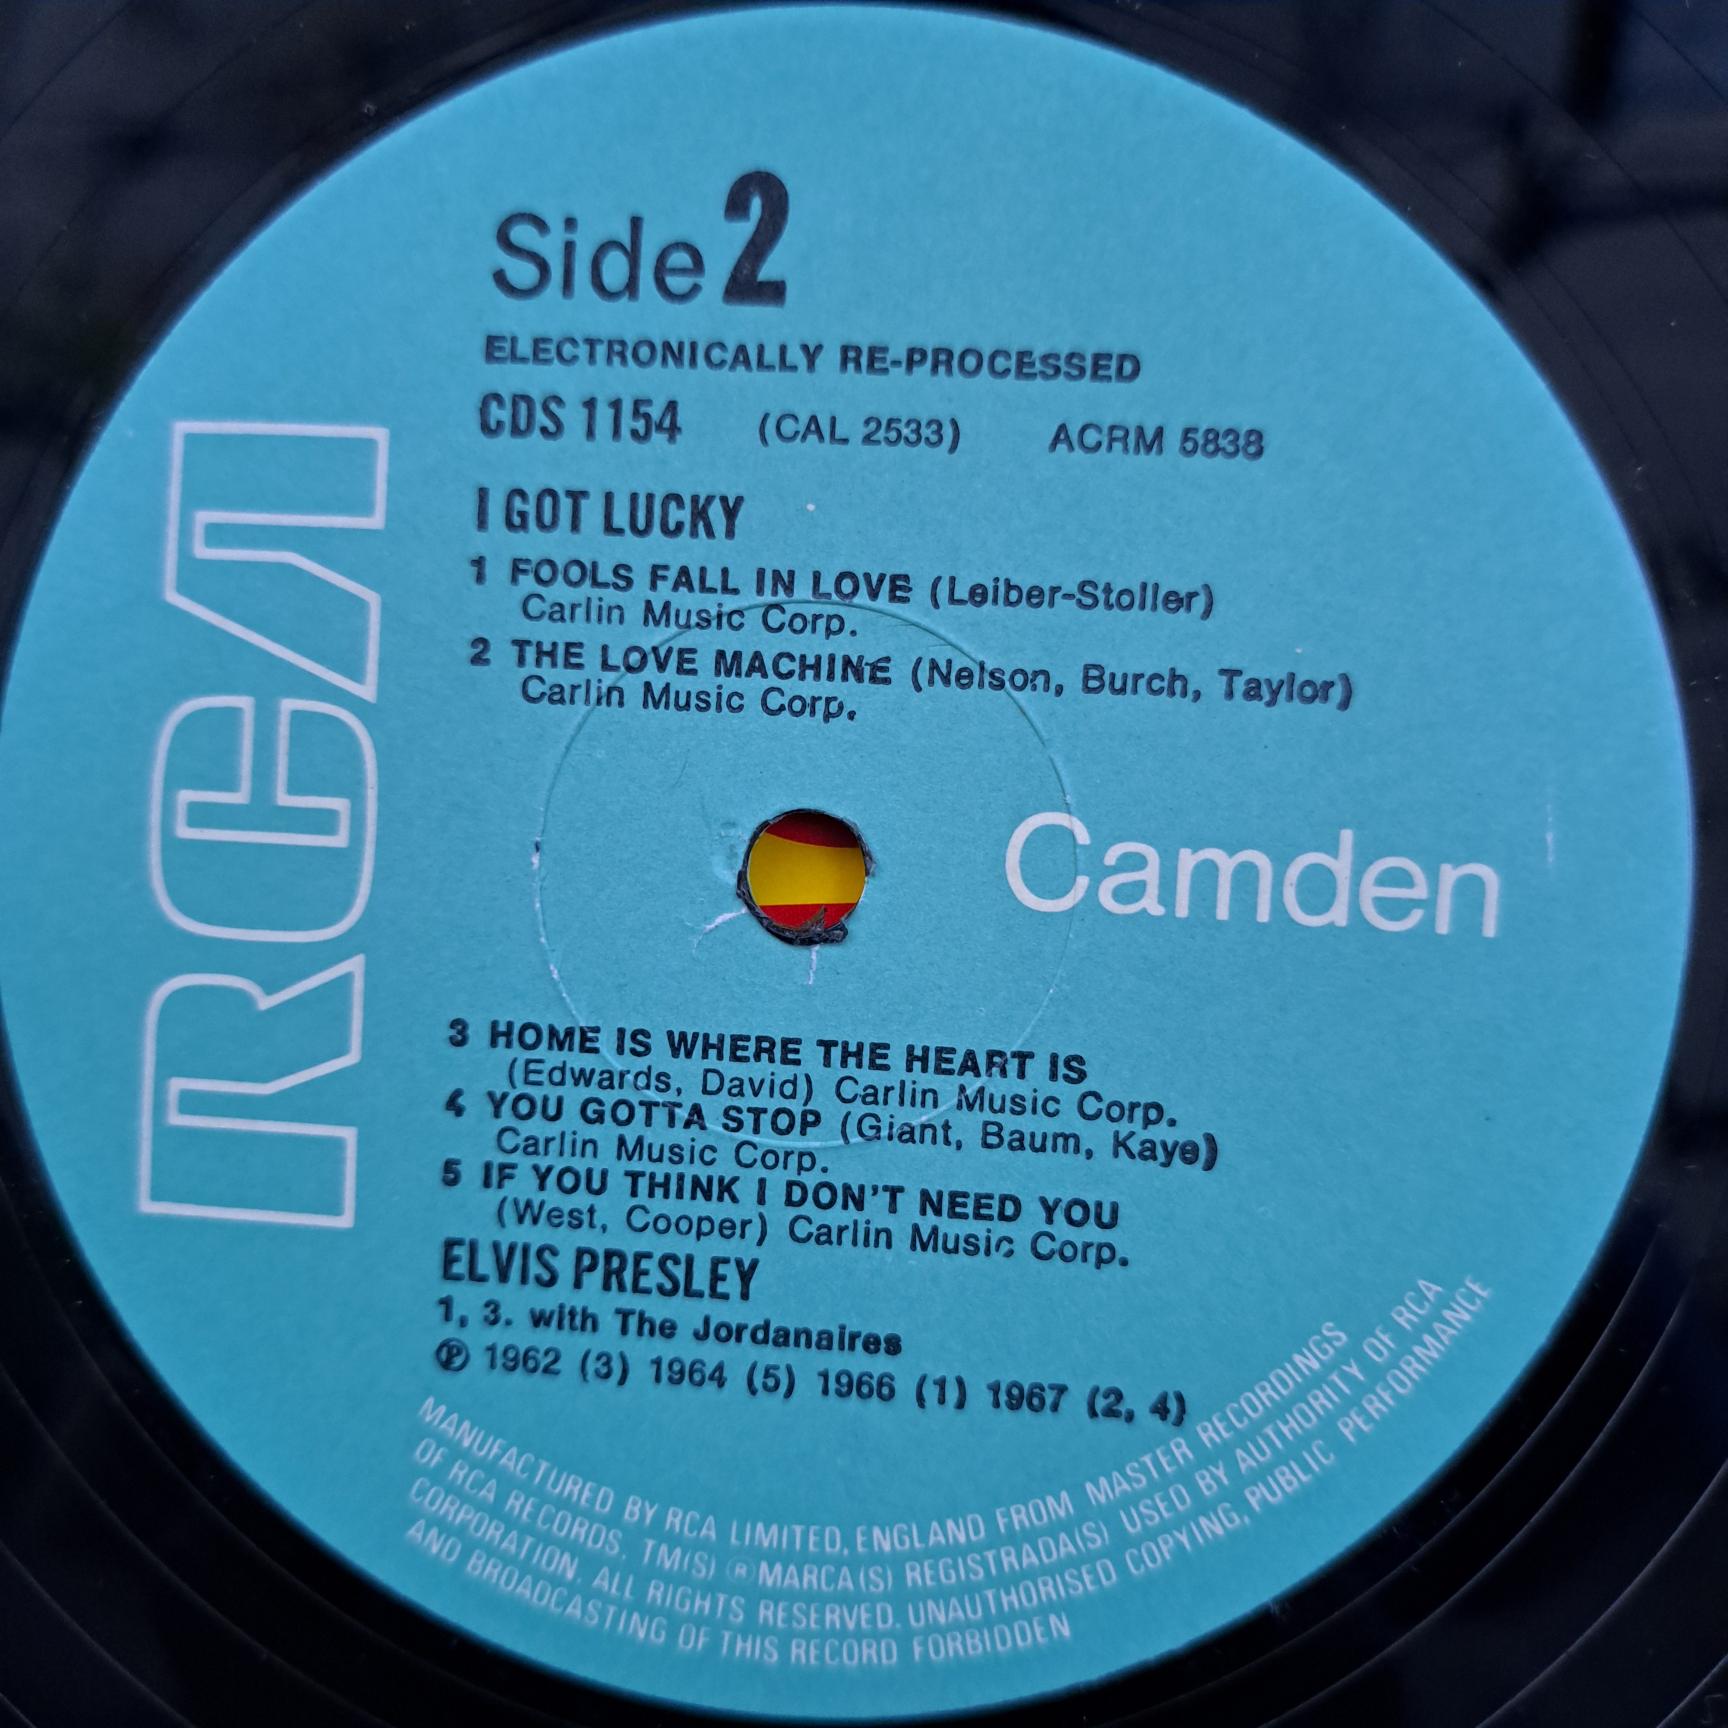 Side 2
ELECTRONICALLY RE-PROCESSED
CDS 1154 (CAL 2533) ACRM 5838
I GOT LUCKY
1 FOOLS FALL IN LOVE (Leiber-Stoller)
Carlin Music Corp.
2 THE LOVE MACHINE (Nelson, Burch, Taylor)
Carlin Music Corp.
RCA
Camden
3 HOME IS WHERE THE HEART IS
(Edwards, David) Carlin Music Corp.
4 YOU GOTTA STOP (Giant, Baum, Kaye)
Carlin Music Corp.
5 IF YOU THINK I DON'T NEED YOU
(West, Cooper) Carlin Music Corp.
ELVIS PRESLEY
1, 3. with The Jordanaires
℗ 1962 (3) 1964 (5) 1966 (1) 1967 (2, 4)
MANUFACTURED BY RCA LIMITED, ENGLAND FROM MASTER RECORDINGS
OF RCA RECORDS. TM(S) ® MARCA(S) REGISTRADA(S) USED BY AUTHORITY OF RCA
CORPORATION. ALL RIGHTS RESERVED. UNAUTHORISED COPYING, PUBLIC PERFORMANCE
AND BROADCASTING OF THIS RECORD FORBIDDEN